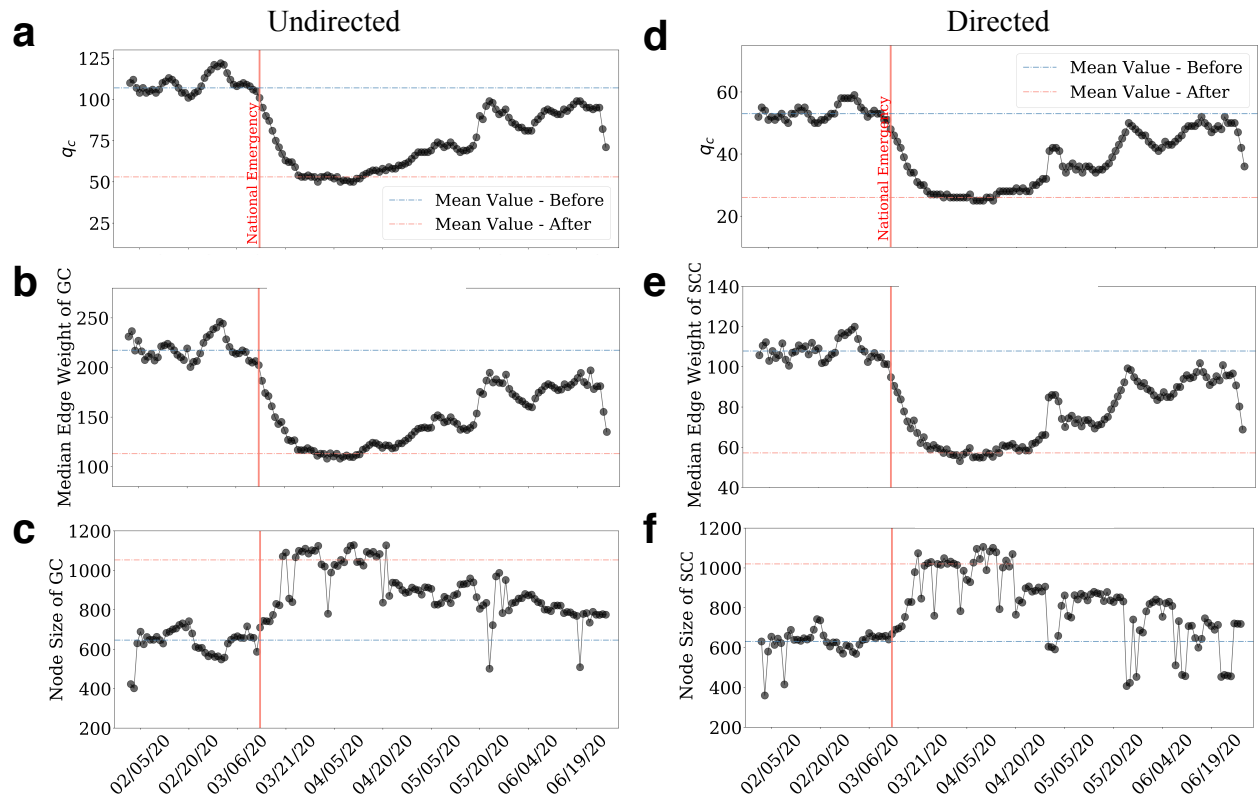 Undirected
Directed
a
125
100
75
50
25
q_c
National Emergency
Mean Value - Before
Mean Value - After
d
60
40
20
q_c
National Emergency
Mean Value - Before
Mean Value - After
b
250
200
150
100
Median Edge Weight of GC
e
140
120
100
80
60
40
Median Edge Weight of SCC
c
1200
1000
800
600
400
200
Node Size of GC
02/05/20
02/20/20
03/06/20
03/21/20
04/05/20
04/20/20
05/05/20
05/20/20
06/04/20
06/19/20
f
1200
1000
800
600
400
200
Node Size of SCC
02/05/20
02/20/20
03/06/20
03/21/20
04/05/20
04/20/20
05/05/20
05/20/20
06/04/20
06/19/20